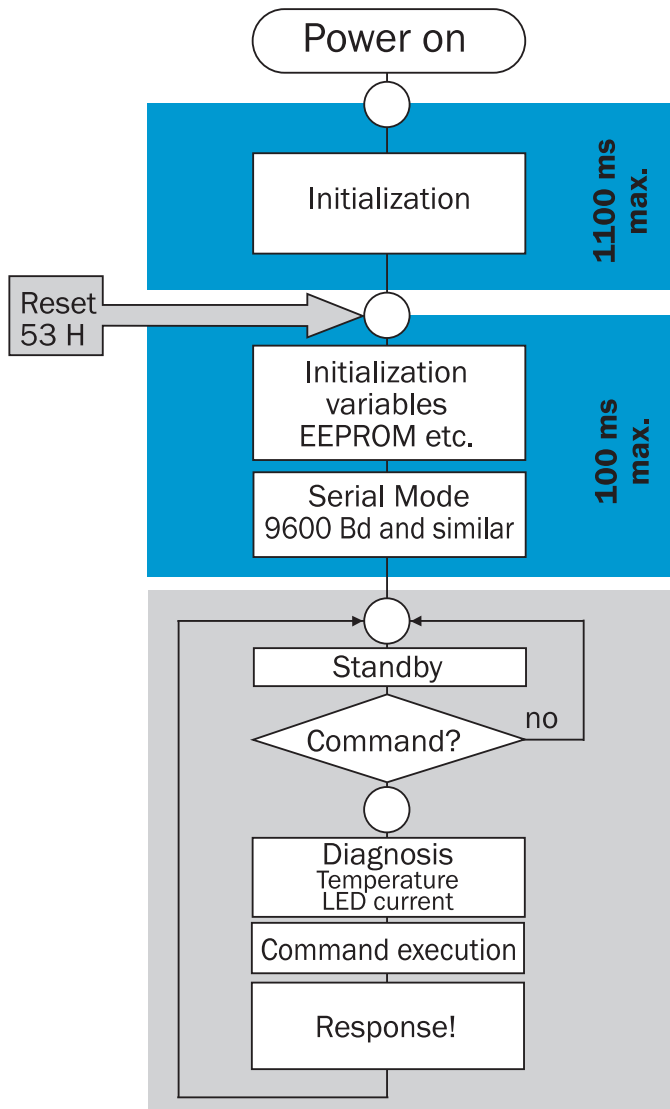 Power on
Initialization
1100 ms
max.
Reset
53 H
Initialization
variables
EEPROM etc.
Serial Mode
9600 Bd and similar
100 ms
max.
Standby
Command?
no
Diagnosis
Temperature
LED current
Command execution
Response!